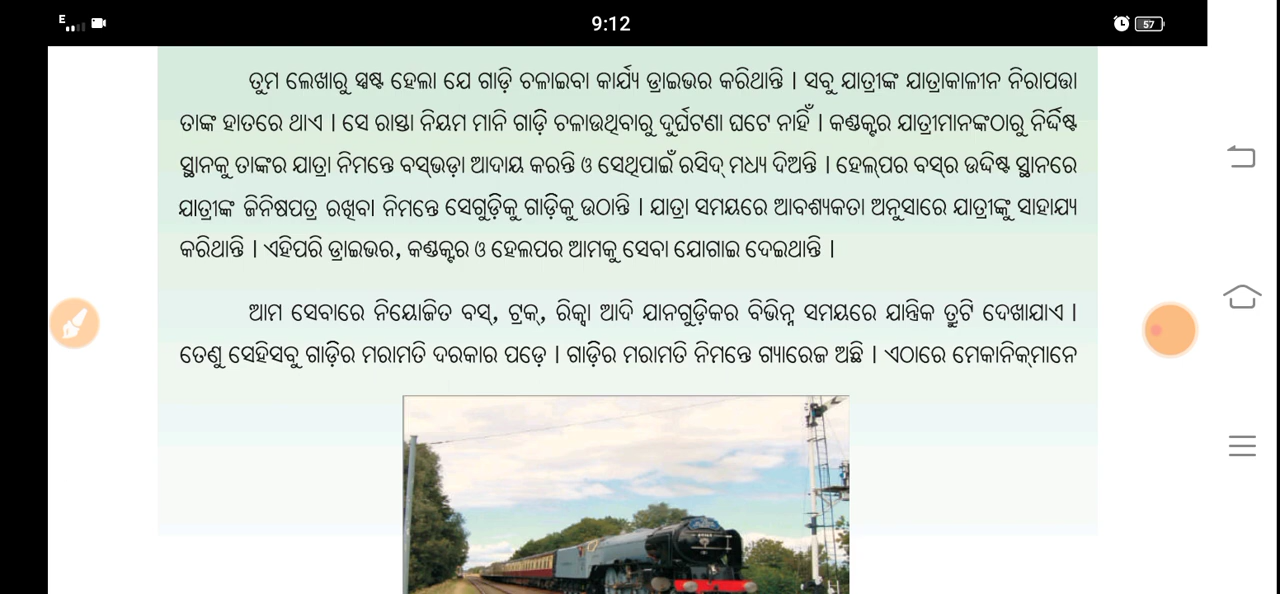 E
9:12
57
ତୁମ ଲେଖାରୁ ସ୍ପଷ୍ଟ ହେଲା ଯେ ଗାଡ଼ି ଚଳାଇବା କାର୍ଯ୍ୟ ଡ୍ରାଇଭର କରିଥାନ୍ତି । ସବୁ ଯାତ୍ରୀଙ୍କ ଯାତ୍ରାକାଳୀନ ନିରାପତ୍ତା
ତାଙ୍କ ହାତରେ ଥାଏ । ସେ ରାସ୍ତା ନିୟମ ମାନି ଗାଡ଼ି ଚଳାଉଥିବାରୁ ଦୁର୍ଘଟଣା ଘଟେ ନାହିଁ । କଣ୍ଡକ୍ଟର ଯାତ୍ରୀମାନଙ୍କଠାରୁ ନିର୍ଦ୍ଦିଷ୍ଟ
ସ୍ଥାନକୁ ତାଙ୍କର ଯାତ୍ରା ନିମନ୍ତେ ବସ୍‌ଭଡ଼ା ଆଦାୟ କରନ୍ତି ଓ ସେଥିପାଇଁ ରସିଦ୍ ମଧ୍ୟ ଦିଅନ୍ତି । ହେଲ୍‌ପର ବସ୍‌ର ଉଦ୍ଦିଷ୍ଟ ସ୍ଥାନରେ
ଯାତ୍ରୀଙ୍କ ଜିନିଷପତ୍ର ରଖିବା ନିମନ୍ତେ ସେଗୁଡ଼ିକୁ ଗାଡ଼ିକୁ ଉଠାନ୍ତି । ଯାତ୍ରା ସମୟରେ ଆବଶ୍ୟକତା ଅନୁସାରେ ଯାତ୍ରୀଙ୍କୁ ସାହାଯ୍ୟ
କରିଥାନ୍ତି । ଏହିପରି ଡ୍ରାଇଭର, କଣ୍ଡକ୍ଟର ଓ ହେଲପର ଆମକୁ ସେବା ଯୋଗାଇ ଦେଇଥାନ୍ତି ।
ଆମ ସେବାରେ ନିୟୋଜିତ ବସ୍, ଟ୍ରକ୍, ରିକ୍ସା ଆଦି ଯାନଗୁଡ଼ିକର ବିଭିନ୍ନ ସମୟରେ ଯାନ୍ତ୍ରିକ ତ୍ରୁଟି ଦେଖାଯାଏ ।
ତେଣୁ ସେହିସବୁ ଗାଡ଼ିର ମରାମତି ଦରକାର ପଡ଼େ । ଗାଡ଼ିର ମରାମତି ନିମନ୍ତେ ଗ୍ୟାରେଜ ଅଛି । ଏଠାରେ ମେକାନିକ୍‌ମାନେ